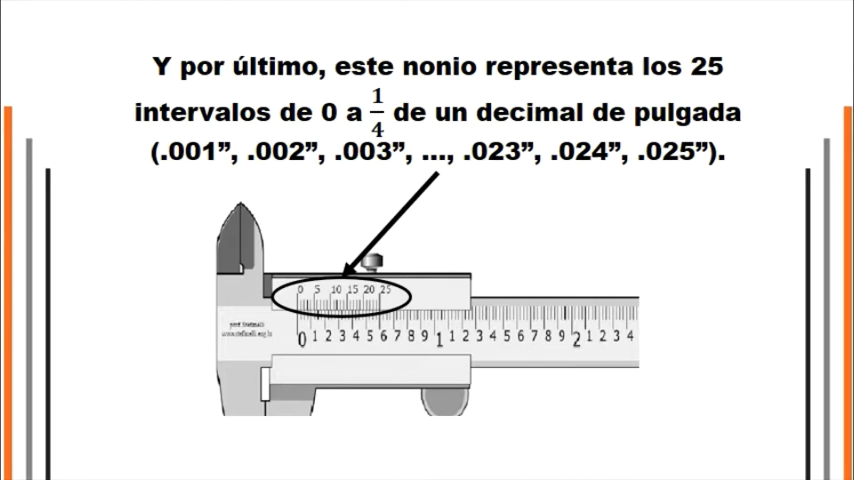 Y por último, este nonio representa los 25
intervalos de 0 a 1/4 de un decimal de pulgada
(.001”, .002”, .003”, ..., .023”, .024”, .025”).
0 5 10 15 20 25
0 1 2 3 4 5 6 7 8 9 1 1 2 3 4 5 6 7 8 9 2 1 2 3 4